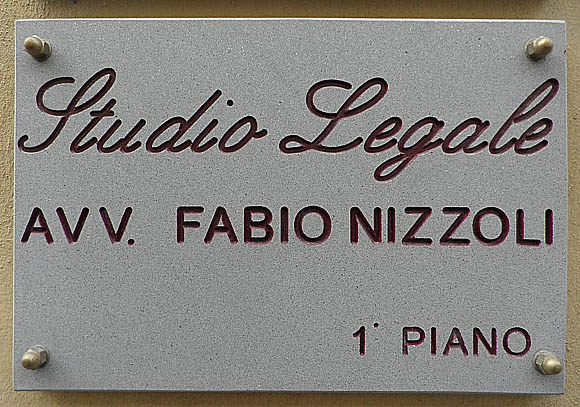 Studio Legale
AVV. FABIO NIZZOLI
1° PIANO